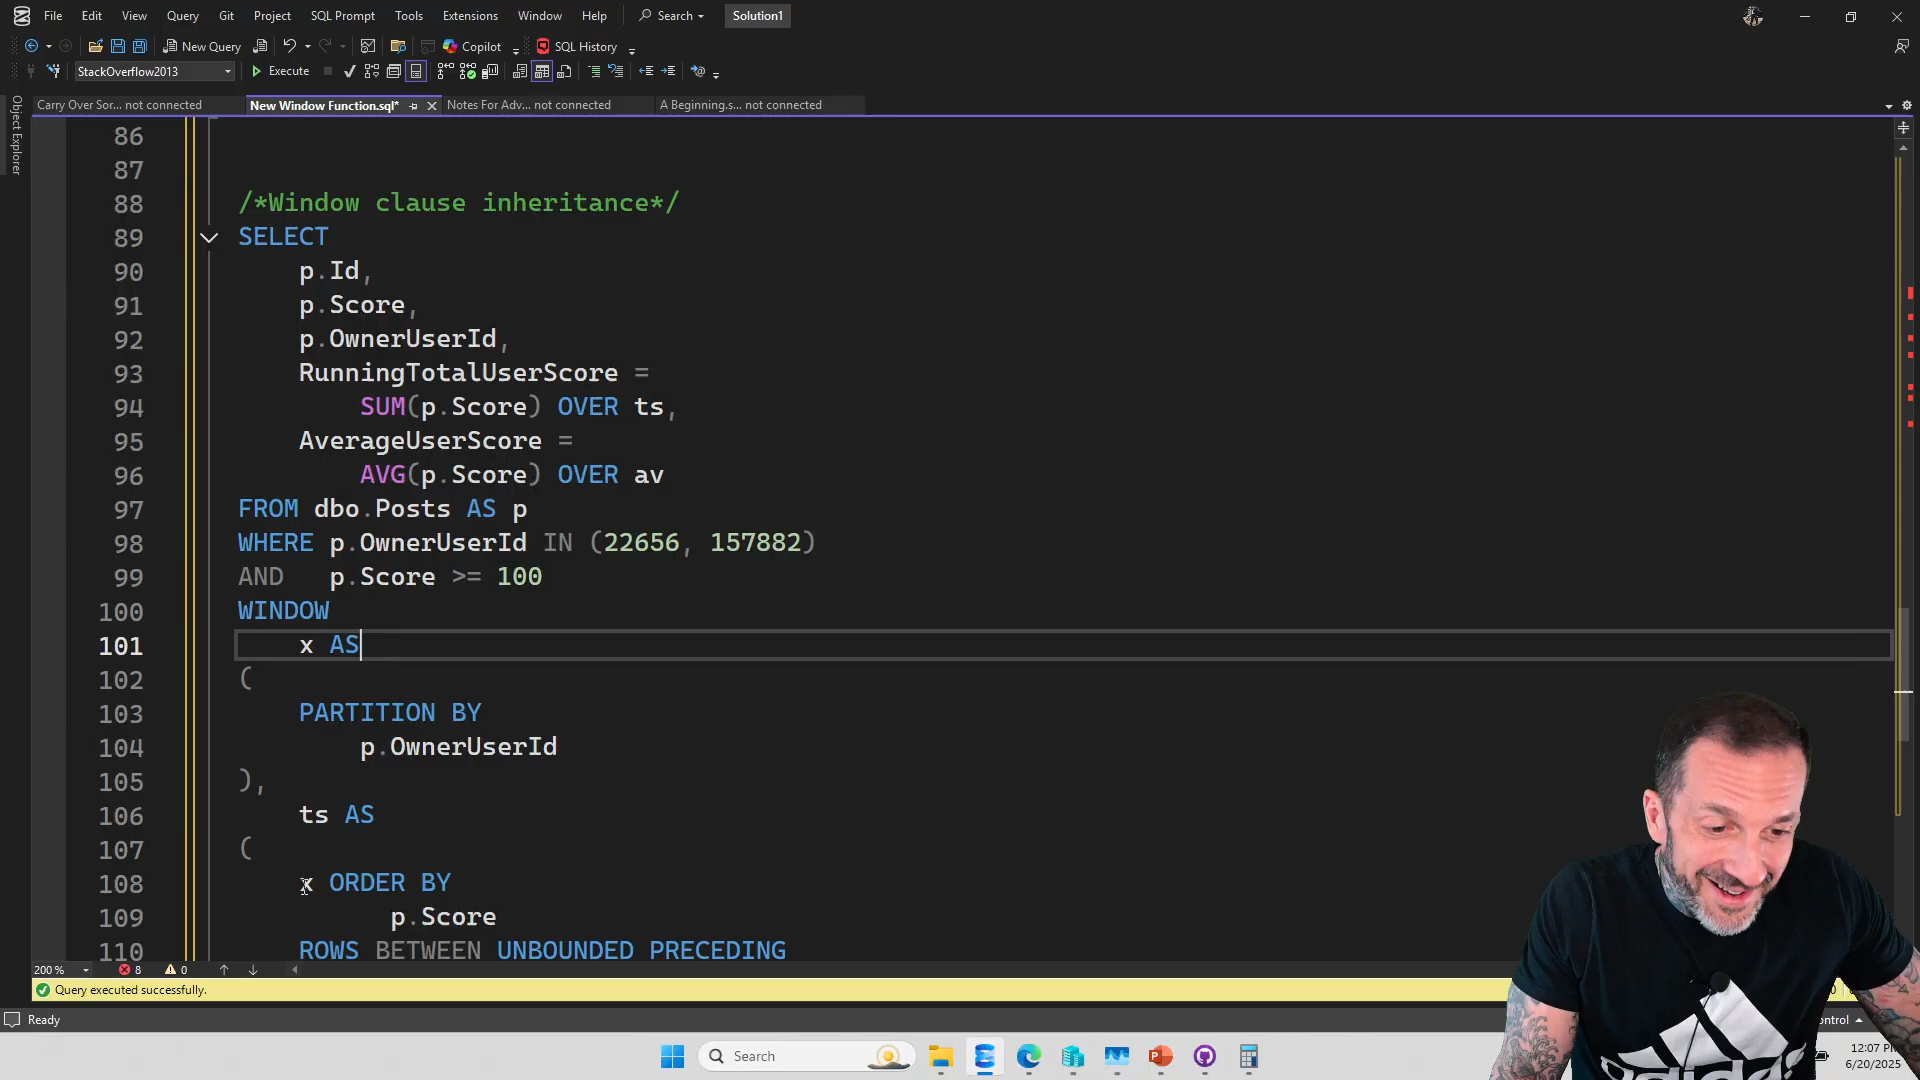 File Edit View Query Git Project SQL Prompt Tools Extensions Window Help Search Solution1
New Query Copilot SQL History
StackOverflow2013 Execute
Carry Over Sor... not connected New Window Function.sql* Notes For Adv... not connected A Beginning.s... not connected
Object Explorer
86
87
88 /*Window clause inheritance*/
89 SELECT
90 p.Id,
91 p.Score,
92 p.OwnerUserId,
93 RunningTotalUserScore =
94 SUM(p.Score) OVER ts,
95 AverageUserScore =
96 AVG(p.Score) OVER av
97 FROM dbo.Posts AS p
98 WHERE p.OwnerUserId IN (22656, 157882)
99 AND p.Score >= 100
100 WINDOW
101 x AS
102 (
103 PARTITION BY
104 p.OwnerUserId
105 ),
106 ts AS
107 (
108 x ORDER BY
109 p.Score
110 ROWS BETWEEN UNBOUNDED PRECEDING
200 % 8 0
Query executed successfully.
Ready
Search
12:07 PM
6/20/2025